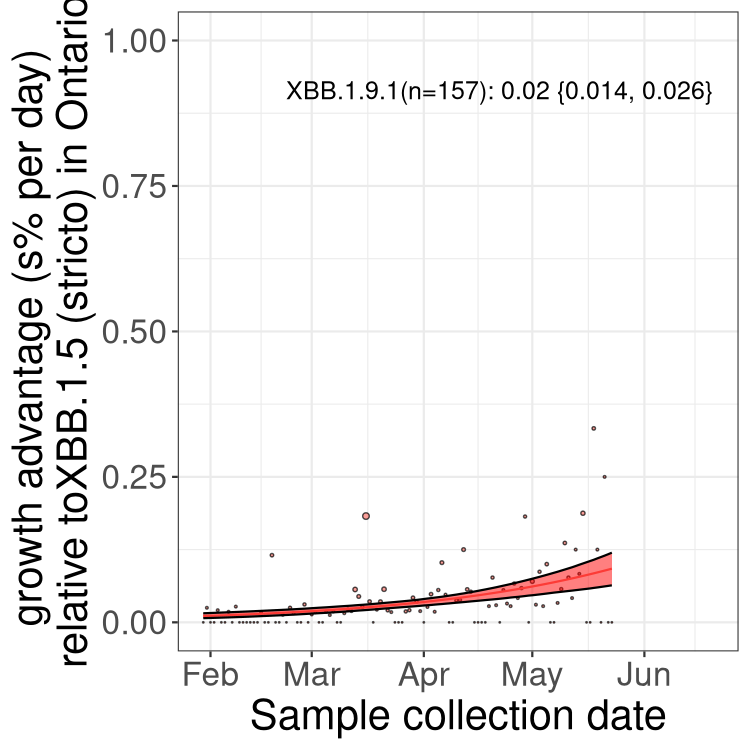 growth advantage (s% per day)
relative toXBB.1.5 (stricto) in Ontario
1.00
0.75
0.50
0.25
0.00
XBB.1.9.1(n=157): 0.02 {0.014, 0.026}
Feb Mar Apr May Jun
Sample collection date